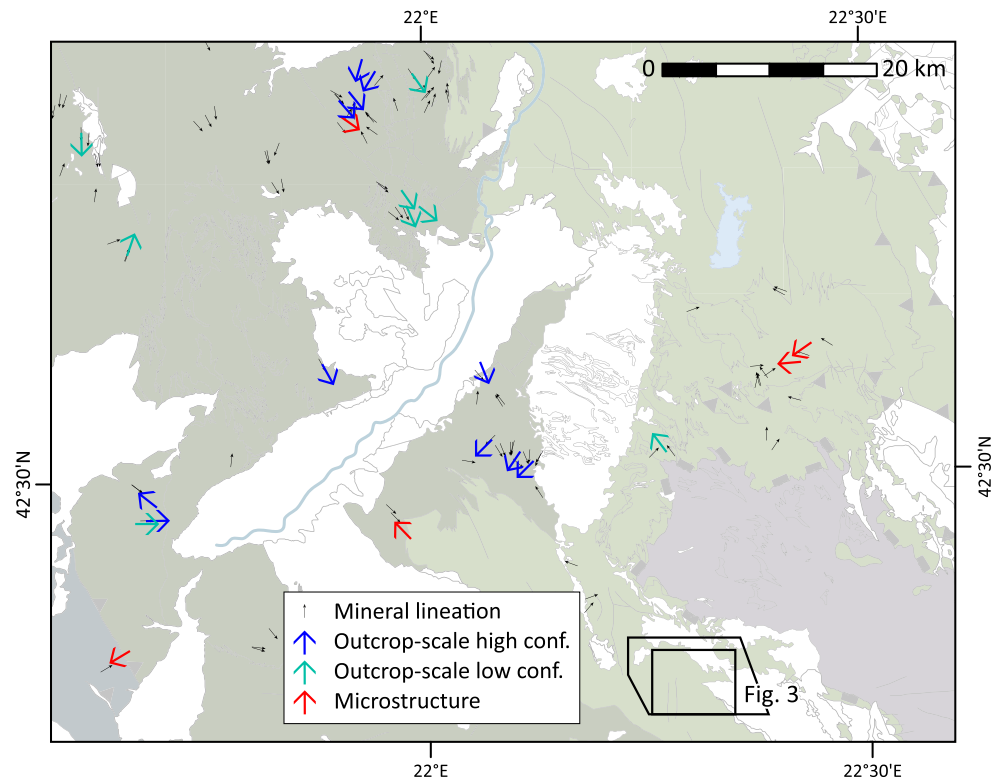 22°E
22°30'E
0
20 km
42°30'N
42°30'N
Mineral lineation
Outcrop-scale high conf.
Outcrop-scale low conf.
Microstructure
Fig. 3
22°E
22°30'E